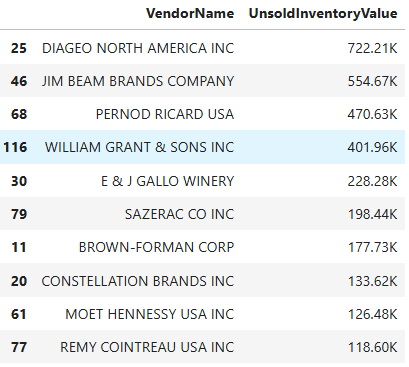 VendorName UnsoldInventoryValue
25 DIAGEO NORTH AMERICA INC 722.21K
46 JIM BEAM BRANDS COMPANY 554.67K
68 PERNOD RICARD USA 470.63K
116 WILLIAM GRANT & SONS INC 401.96K
30 E & J GALLO WINERY 228.28K
79 SAZERAC CO INC 198.44K
11 BROWN-FORMAN CORP 177.73K
20 CONSTELLATION BRANDS INC 133.62K
61 MOET HENNESSY USA INC 126.48K
77 REMY COINTREAU USA INC 118.60K